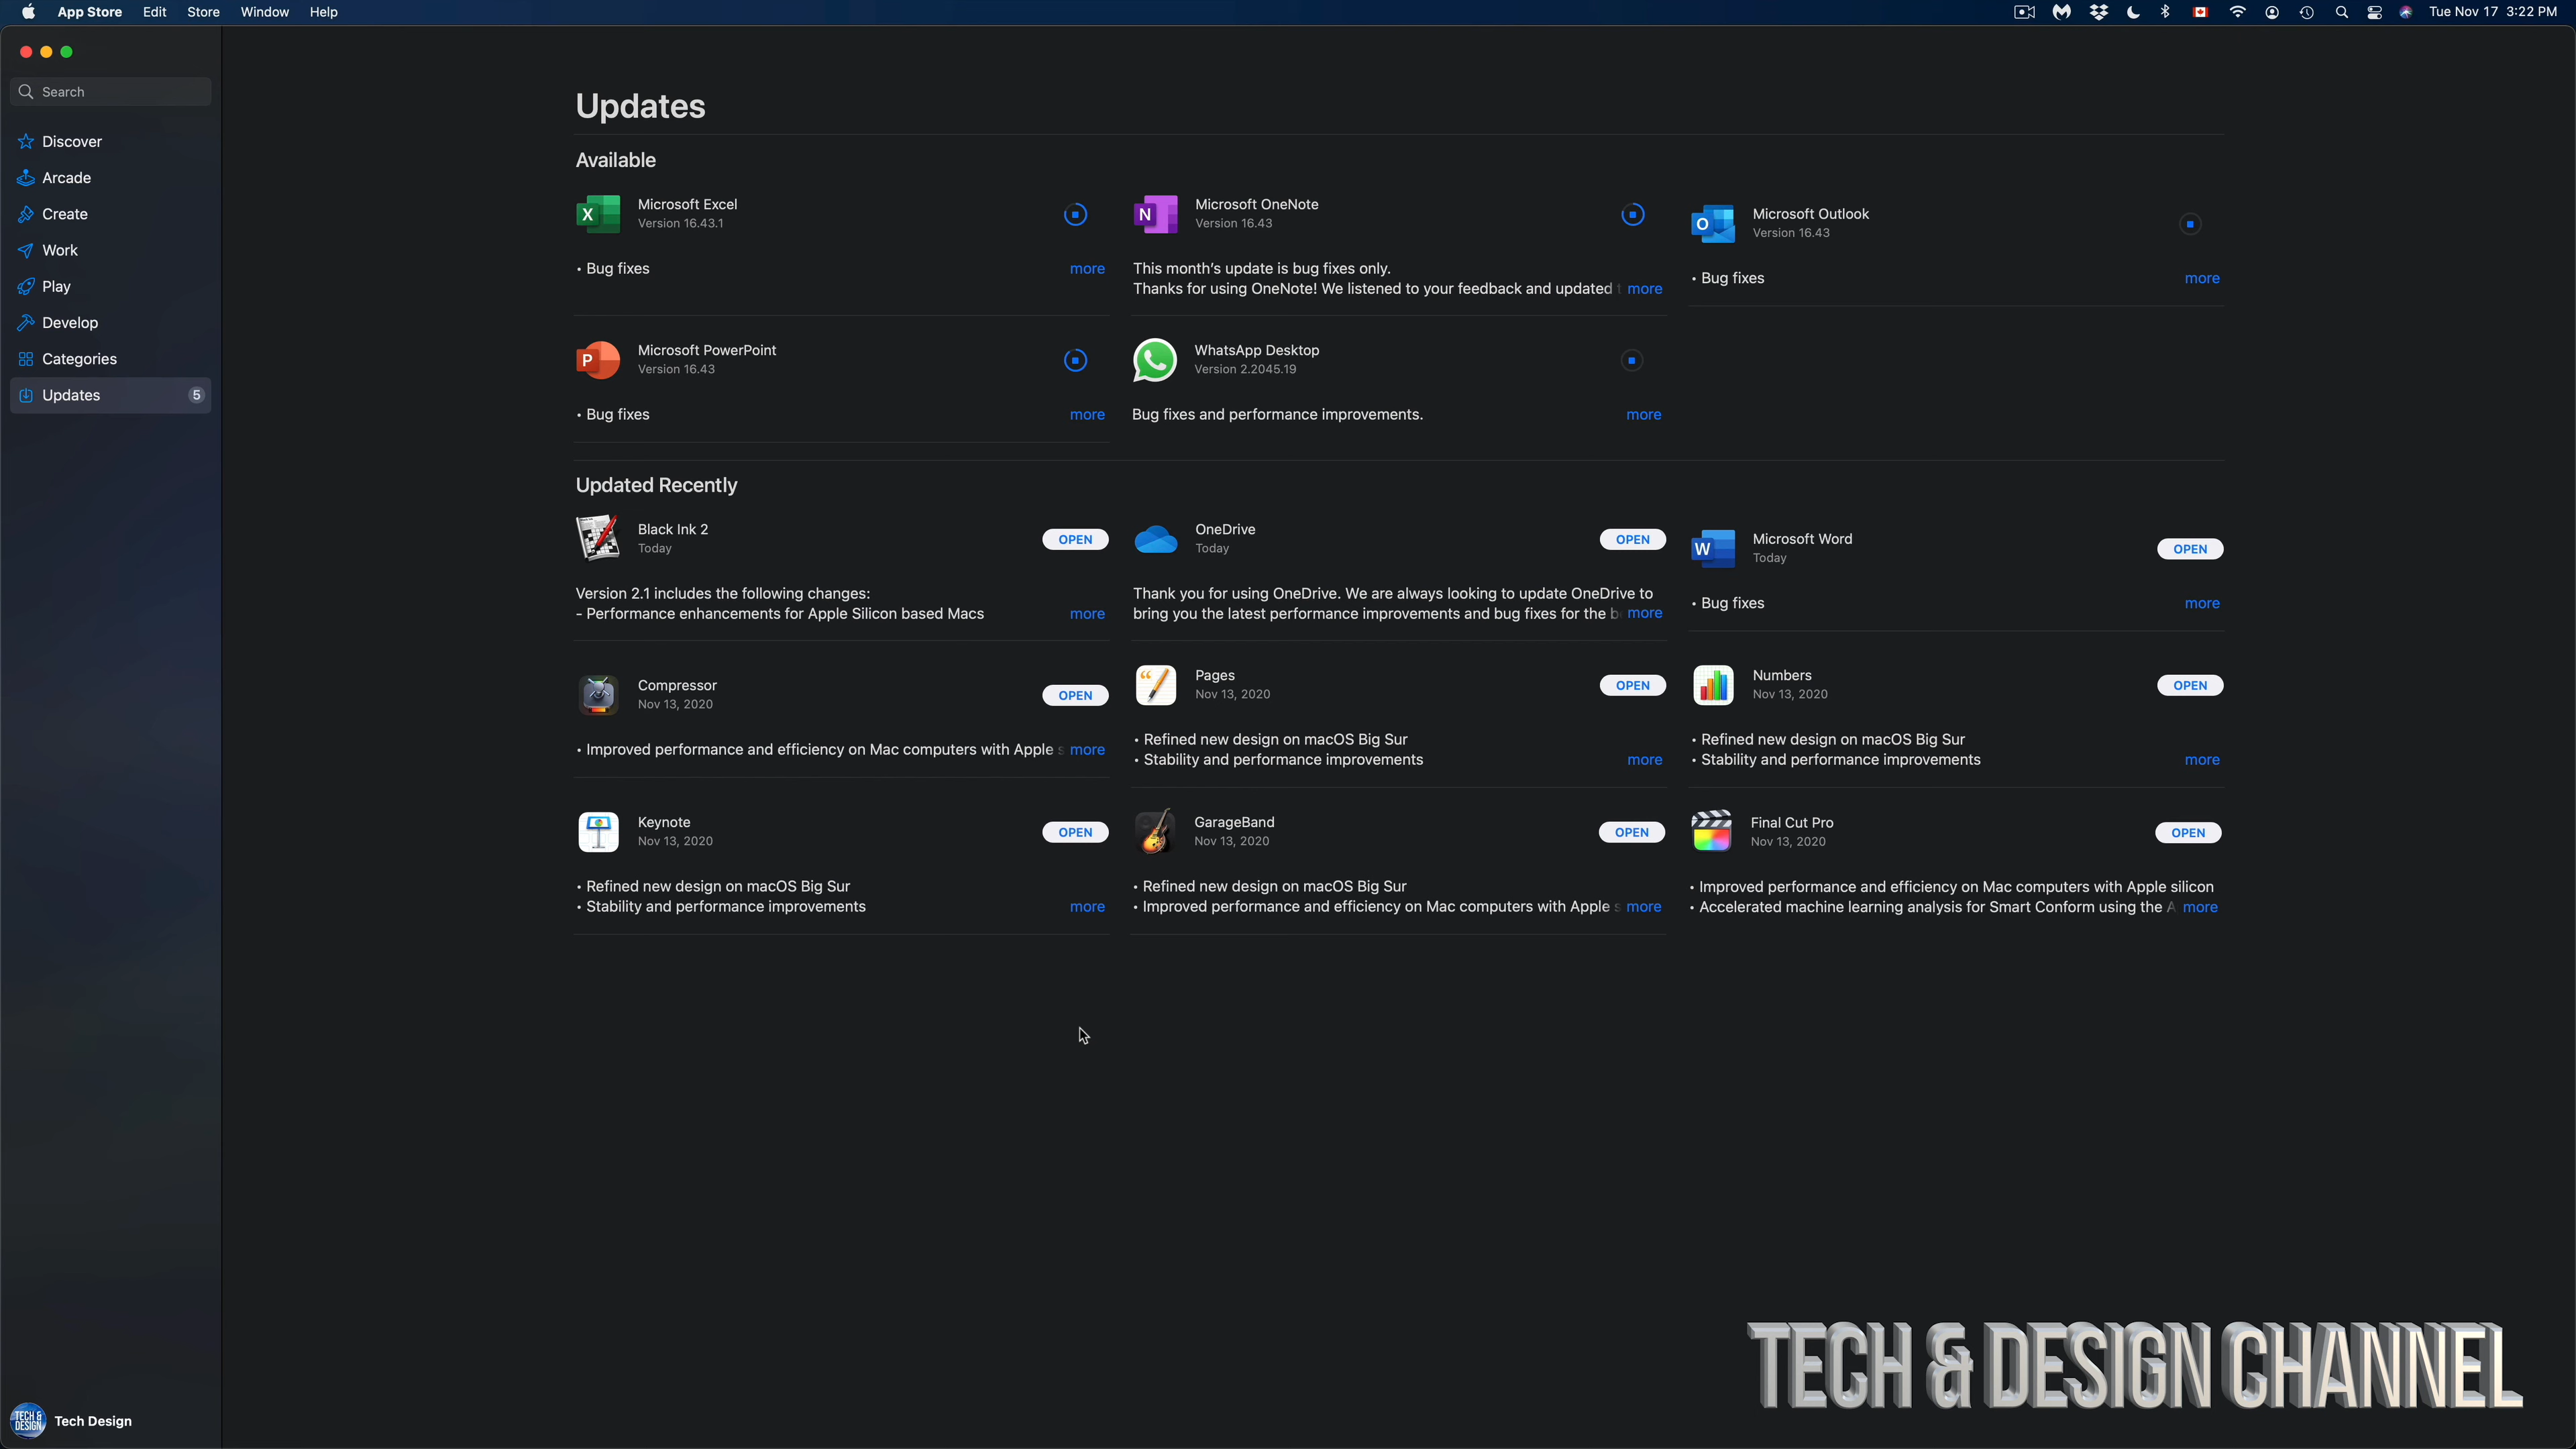 App Store Edit Store Window Help
Tue Nov 17 3:22 PM
Search
Discover
Arcade
Create
Work
Play
Develop
Categories
Updates 5
Tech Design
TECH &
DESIGN
Updates
Available
Microsoft Excel
Version 16.43.1
• Bug fixes
more
Microsoft OneNote
Version 16.43
This month's update is bug fixes only.
Thanks for using OneNote! We listened to your feedback and updated t more
Microsoft Outlook
Version 16.43
• Bug fixes
more
Microsoft PowerPoint
Version 16.43
• Bug fixes
more
WhatsApp Desktop
Version 2.2045.19
Bug fixes and performance improvements.
more
Updated Recently
Black Ink 2
Today
OPEN
Version 2.1 includes the following changes:
- Performance enhancements for Apple Silicon based Macs
more
OneDrive
Today
OPEN
Thank you for using OneDrive. We are always looking to update OneDrive to
bring you the latest performance improvements and bug fixes for the b more
Microsoft Word
Today
OPEN
• Bug fixes
more
Compressor
Nov 13, 2020
OPEN
• Improved performance and efficiency on Mac computers with Apple s more
Pages
Nov 13, 2020
OPEN
• Refined new design on macOS Big Sur
• Stability and performance improvements
more
Numbers
Nov 13, 2020
OPEN
• Refined new design on macOS Big Sur
• Stability and performance improvements
more
Keynote
Nov 13, 2020
OPEN
• Refined new design on macOS Big Sur
• Stability and performance improvements
more
GarageBand
Nov 13, 2020
OPEN
• Refined new design on macOS Big Sur
• Improved performance and efficiency on Mac computers with Apple s more
Final Cut Pro
Nov 13, 2020
OPEN
• Improved performance and efficiency on Mac computers with Apple silicon
• Accelerated machine learning analysis for Smart Conform using the A more
TECH & DESIGN CHANNEL